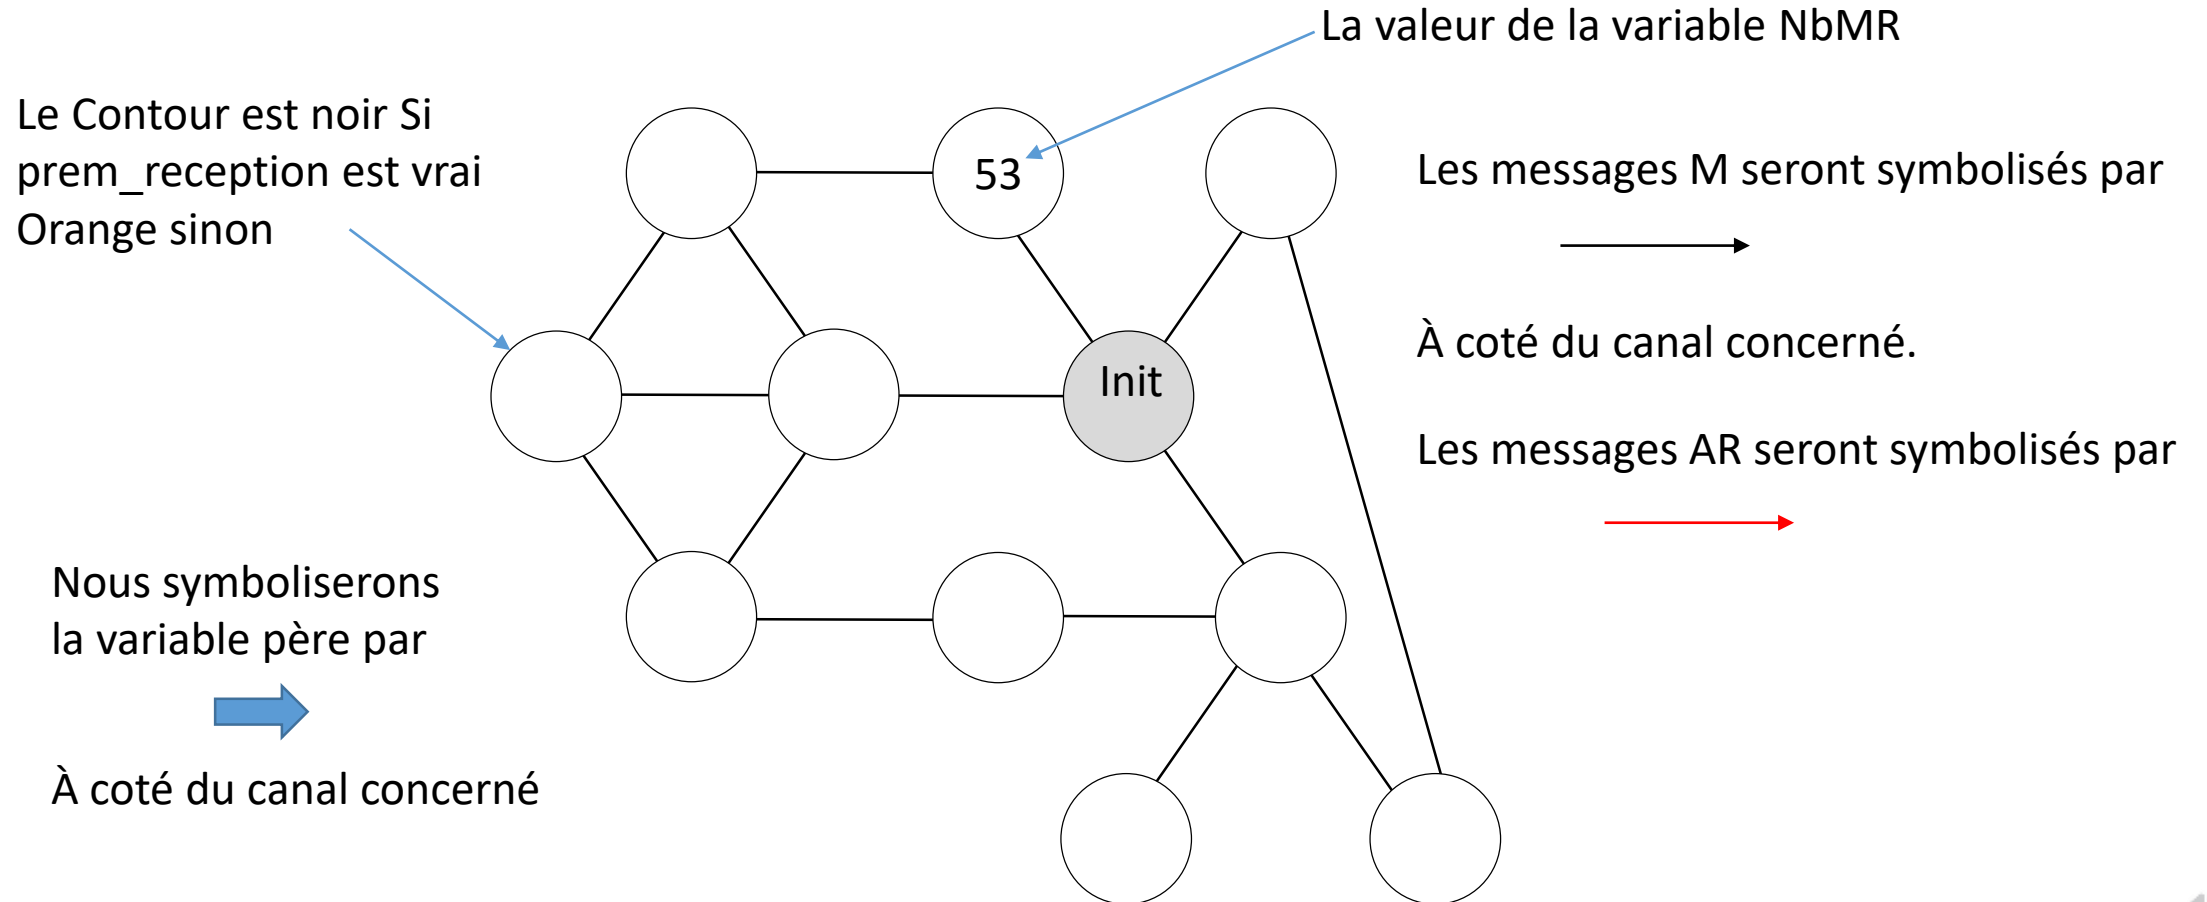 La valeur de la variable NbMR
Le Contour est noir Si
prem_reception est vrai
Orange sinon
53
Init
Les messages M seront symbolisés par
À coté du canal concerné.
Les messages AR seront symbolisés par
Nous symboliserons
la variable père par
À coté du canal concerné